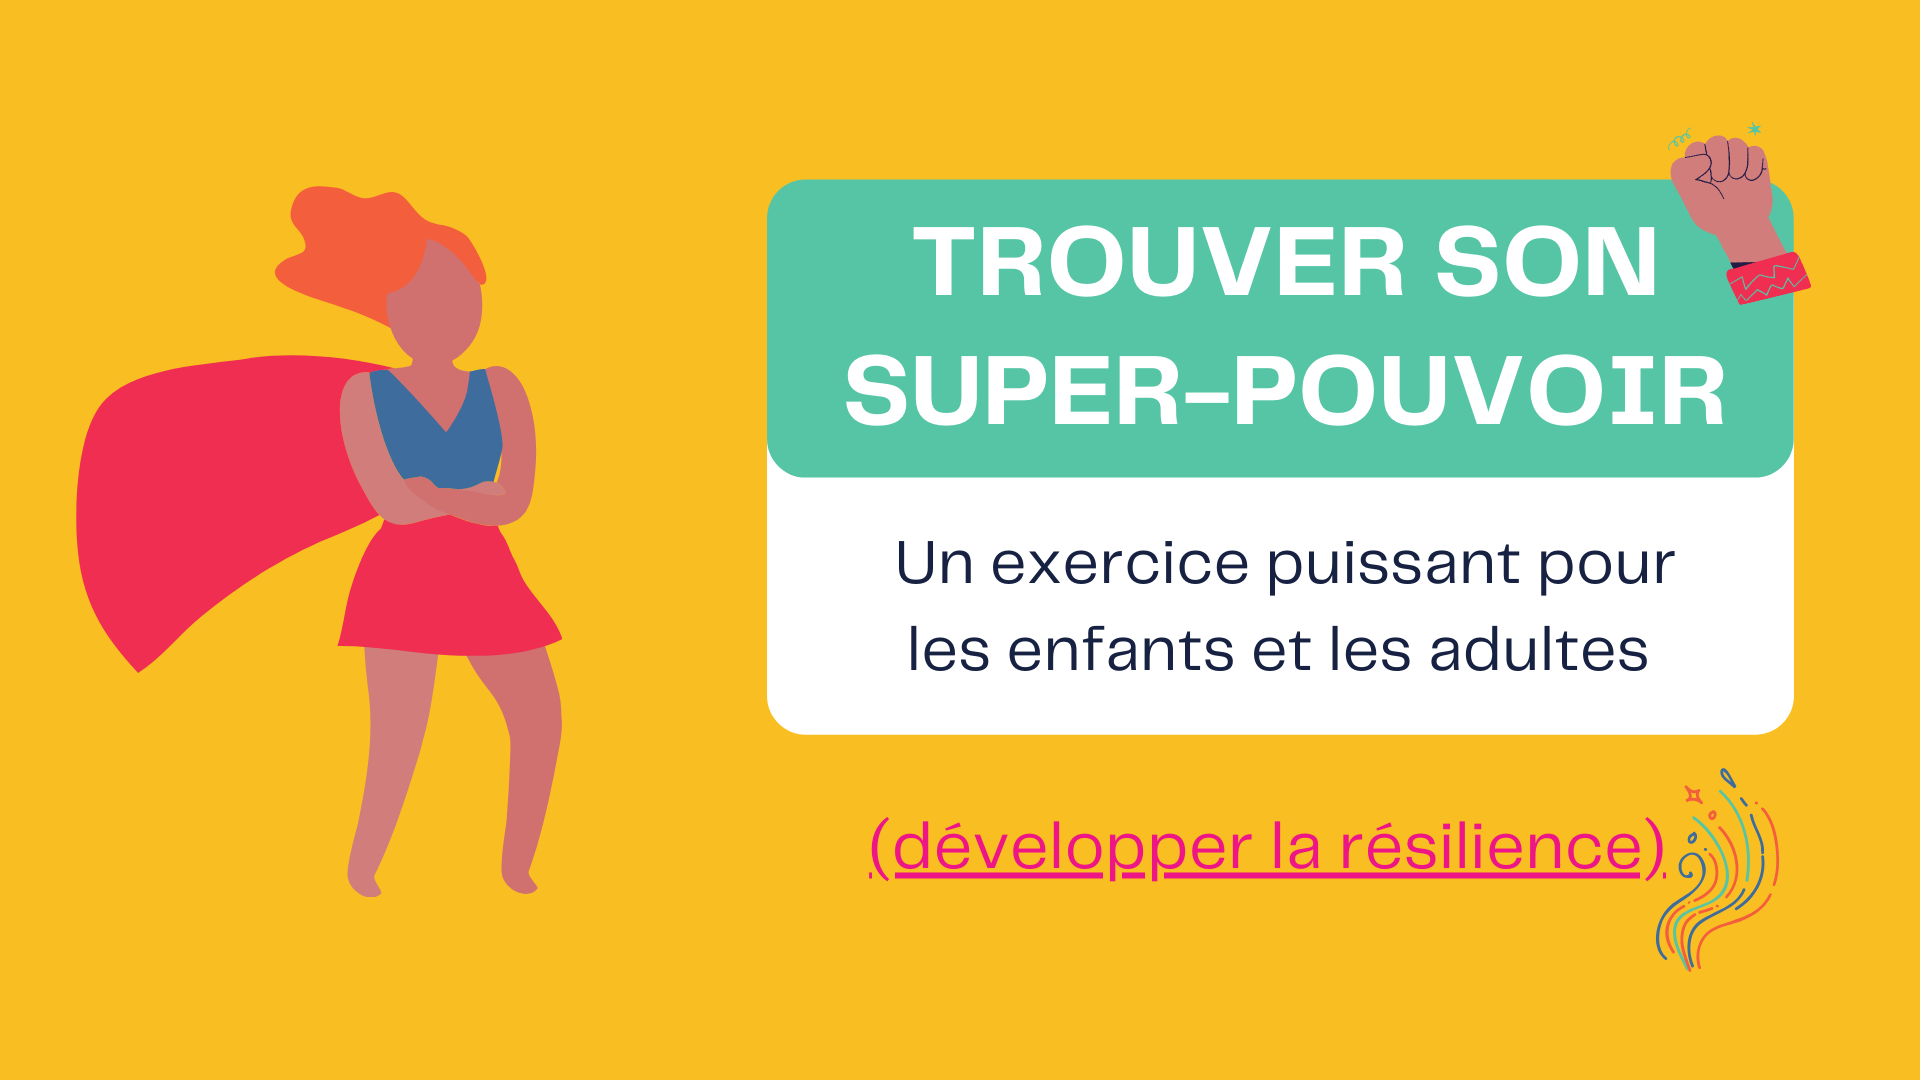 TROUVER SON
SUPER-POUVOIR
Un exercice puissant pour
les enfants et les adultes
(développer la résilience)